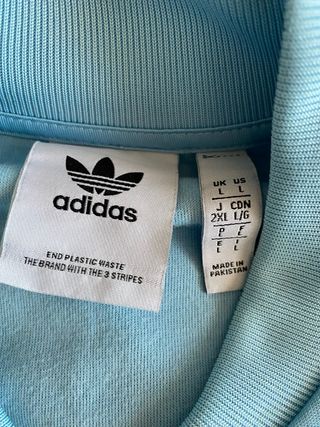 adidas
END PLASTIC WASTE
THE BRAND WITH THE 3 STRIPES
UK US
L L
J CDN
2XL L/G
P F
L L
E I
L L
MADE IN
PAKISTAN